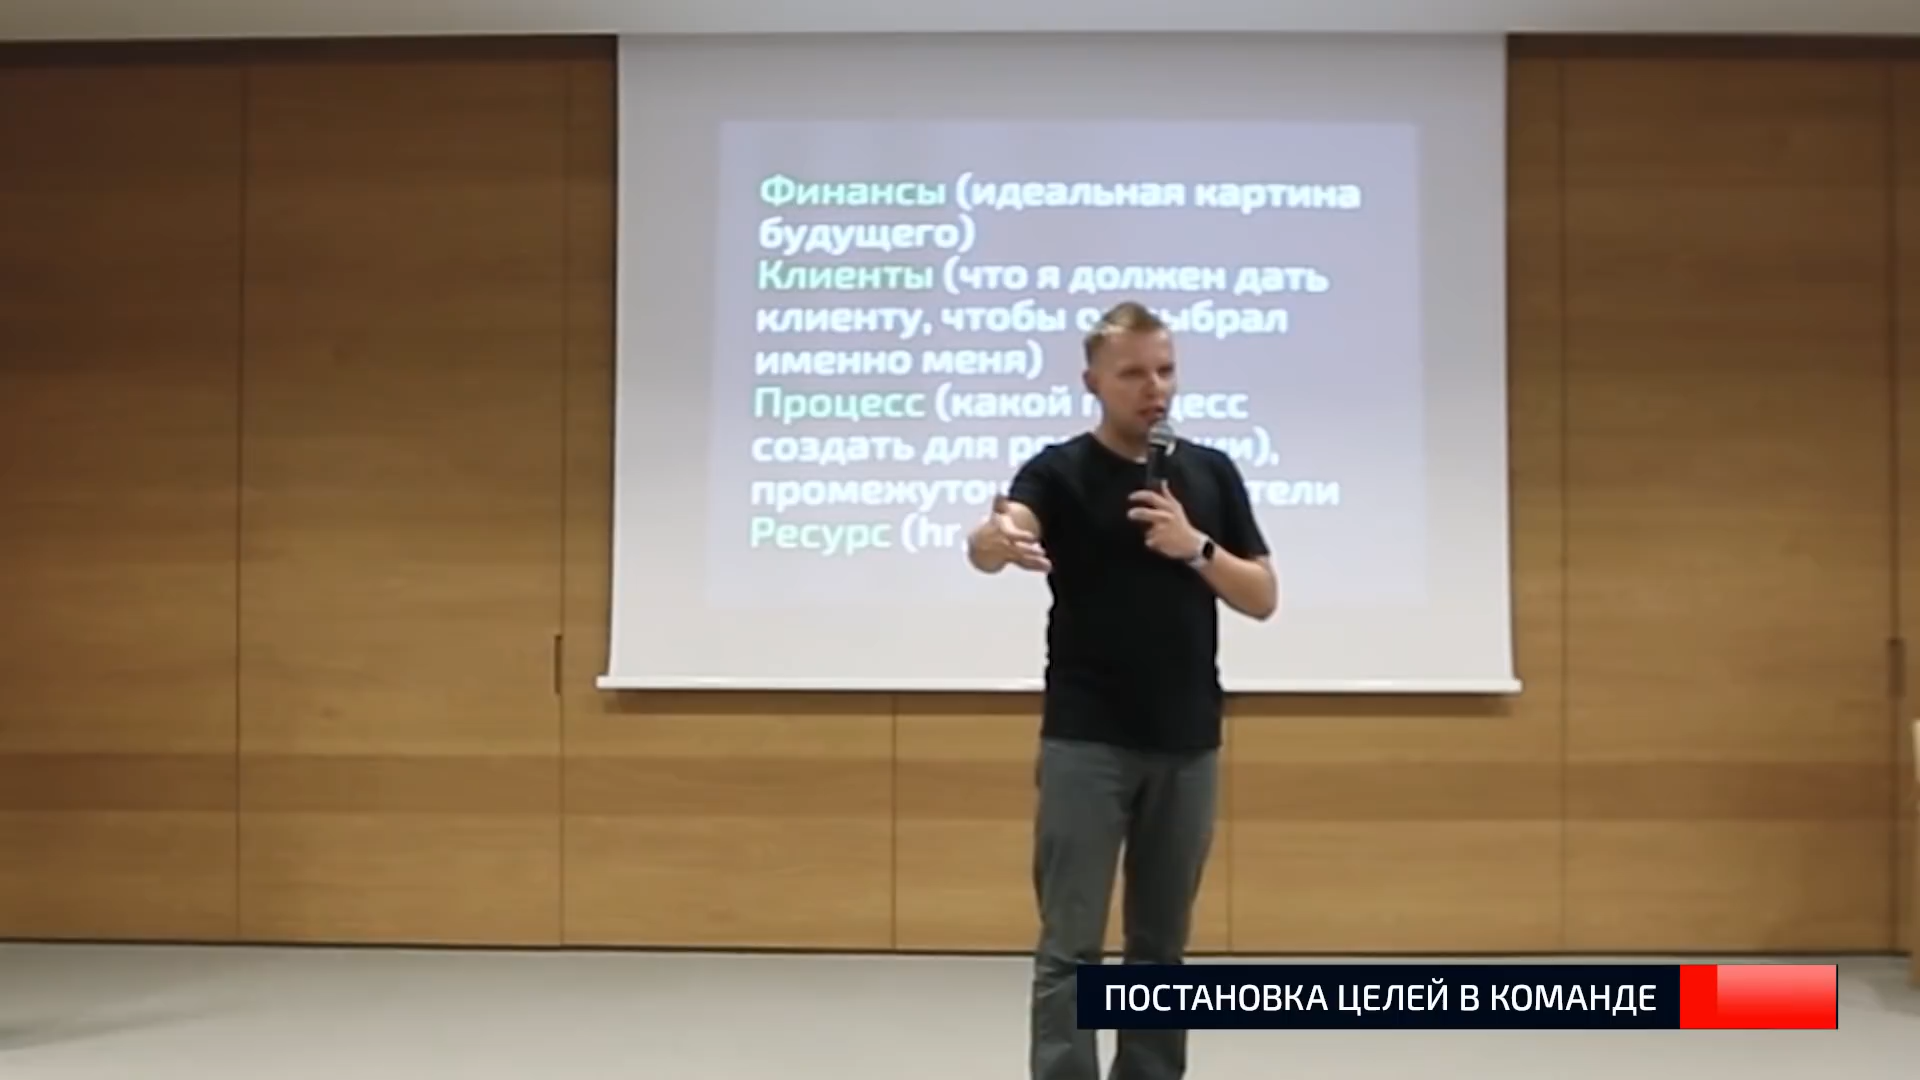 Финансы (идеальная картина
будущего)
Клиенты (что я должен дать
клиенту, чтобы
именно меня)
Процесс (какой
создать для
Ресурс (hr,
ПОСТАНОВКА ЦЕЛЕЙ В КОМАНДЕ